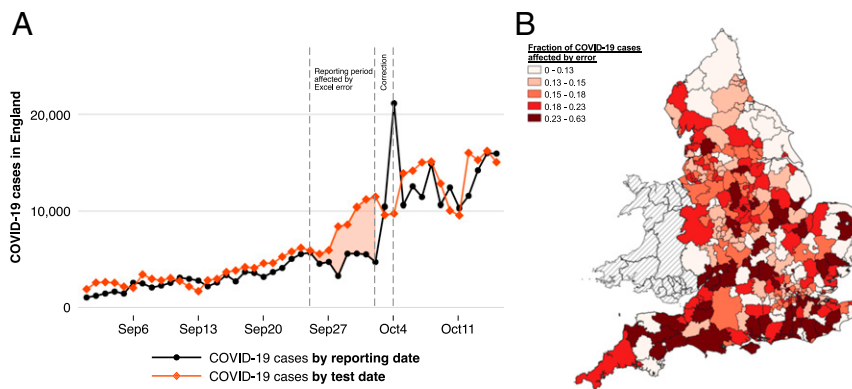 A
COVID-19 cases in England
20,000
10,000
0
Reporting period
affected by
Excel error
Correction
Sep6
Sep13
Sep20
Sep27
Oct4
Oct11
COVID-19 cases by reporting date
COVID-19 cases by test date
B
Fraction of COVID-19 cases
affected by error
0 - 0.13
0.13 - 0.15
0.15 - 0.18
0.18 - 0.23
0.23 - 0.63